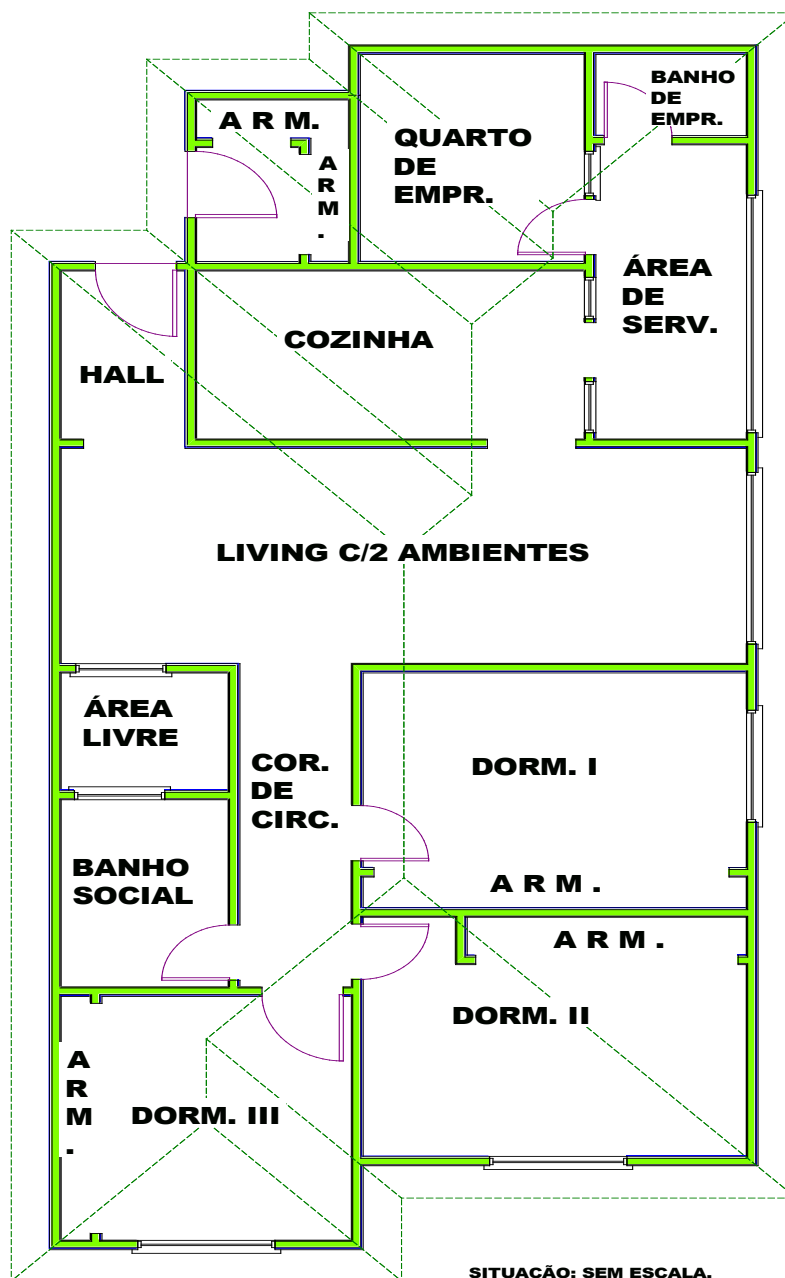 BANHO
DE
EMPR.
A R M.
QUARTO
DE
EMPR.
A
R
M
.
ÁREA
DE
SERV.
COZINHA
HALL
LIVING C/2 AMBIENTES
ÁREA
LIVRE
COR.
DE
CIRC.
DORM. I
BANHO
SOCIAL
A R M .
A R M .
DORM. II
A
R
M
.
DORM. III
SITUACÃO: SEM ESCALA.